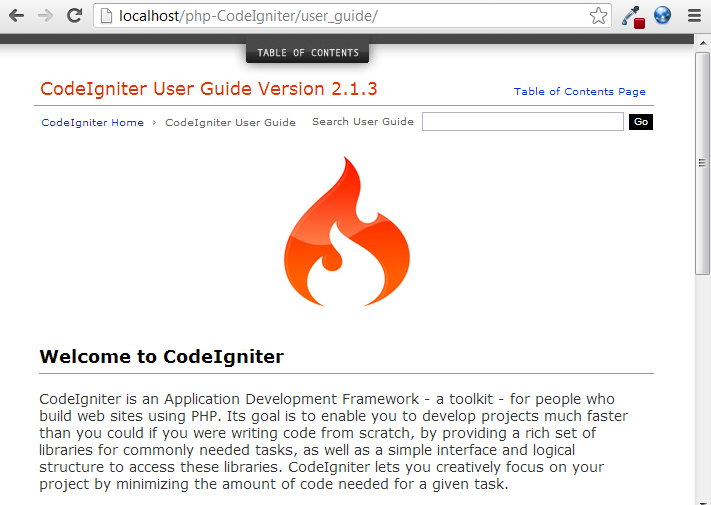 localhost/php-CodeIgniter/user_guide/
TABLE OF CONTENTS
CodeIgniter User Guide Version 2.1.3
Table of Contents Page
CodeIgniter Home › CodeIgniter User Guide Search User Guide Go
Welcome to CodeIgniter
CodeIgniter is an Application Development Framework - a toolkit - for people who
build web sites using PHP. Its goal is to enable you to develop projects much faster
than you could if you were writing code from scratch, by providing a rich set of
libraries for commonly needed tasks, as well as a simple interface and logical
structure to access these libraries. CodeIgniter lets you creatively focus on your
project by minimizing the amount of code needed for a given task.